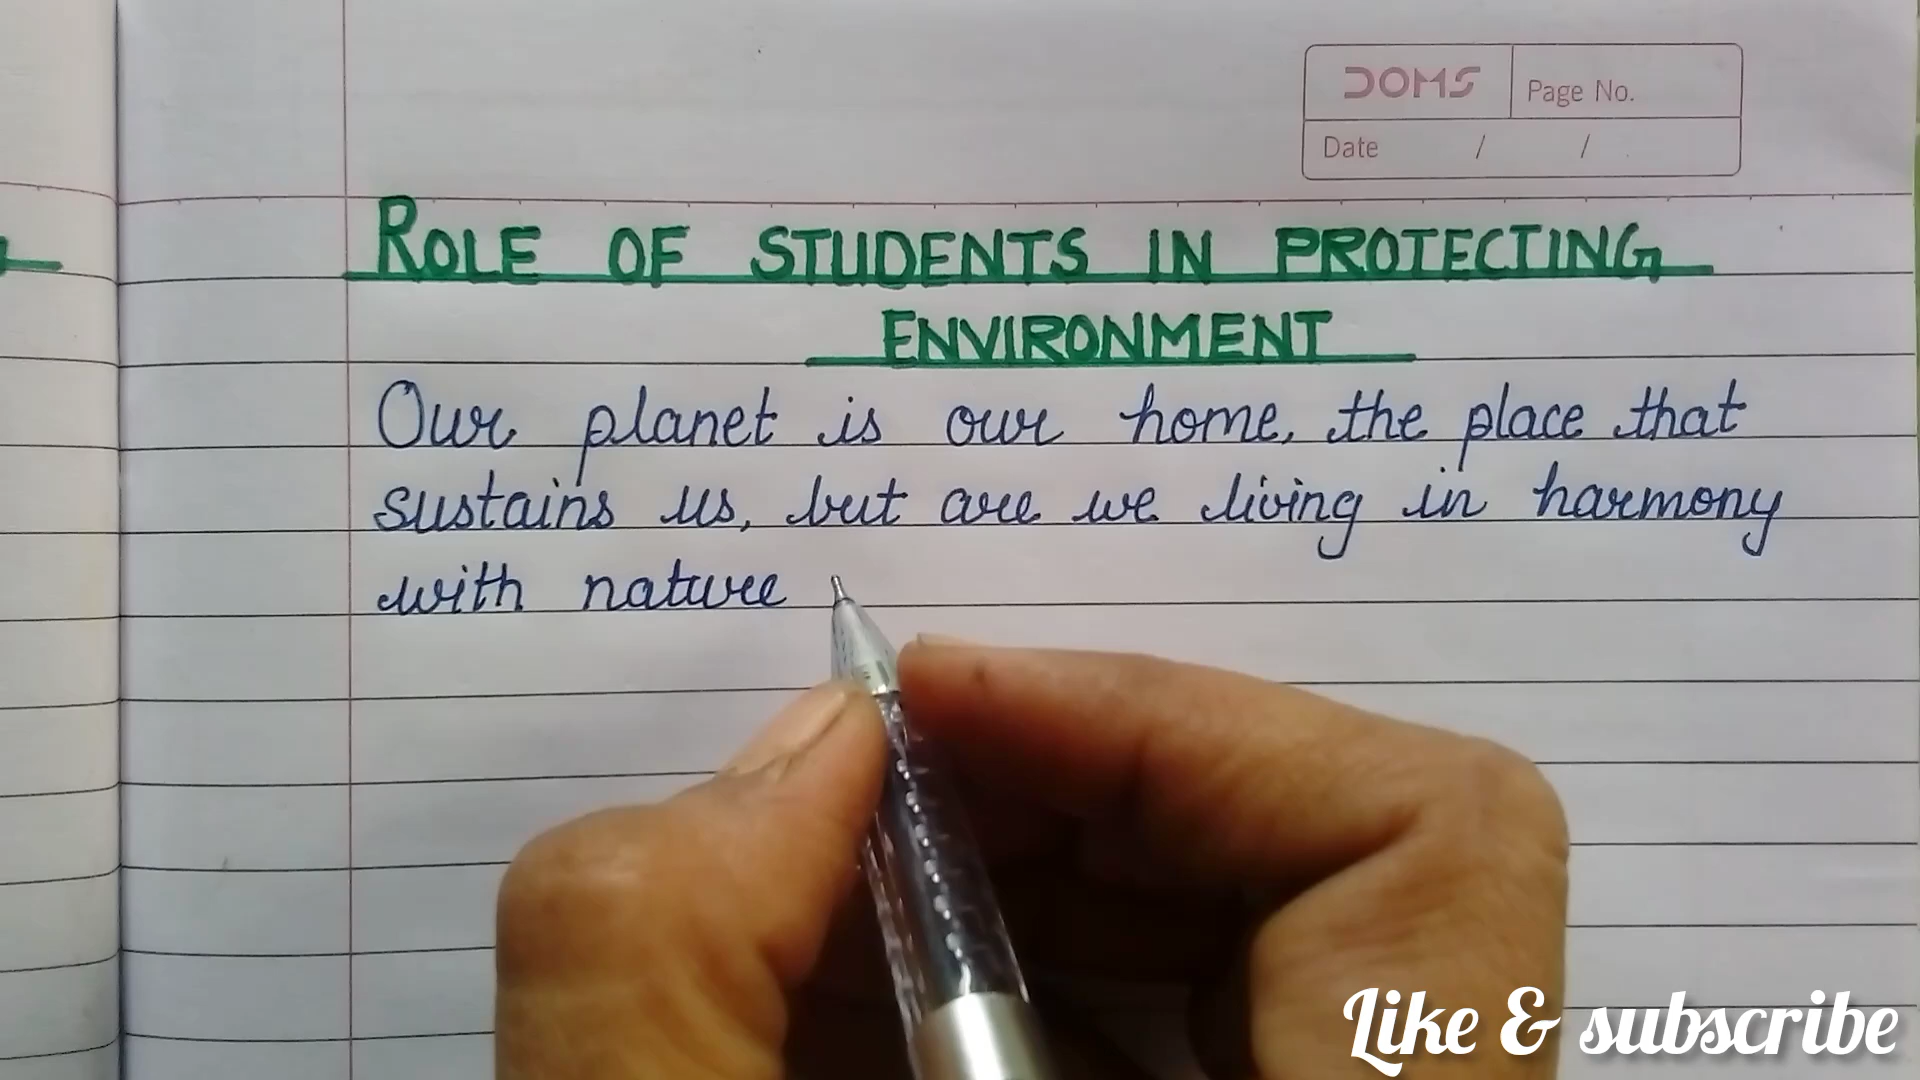 DOMS Page No.
Date / /
ROLE OF STUDENTS IN PROTECTING
ENVIRONMENT
Our planet is our home, the place that
sustains us, but are we living in harmony
with nature
Like & subscribe